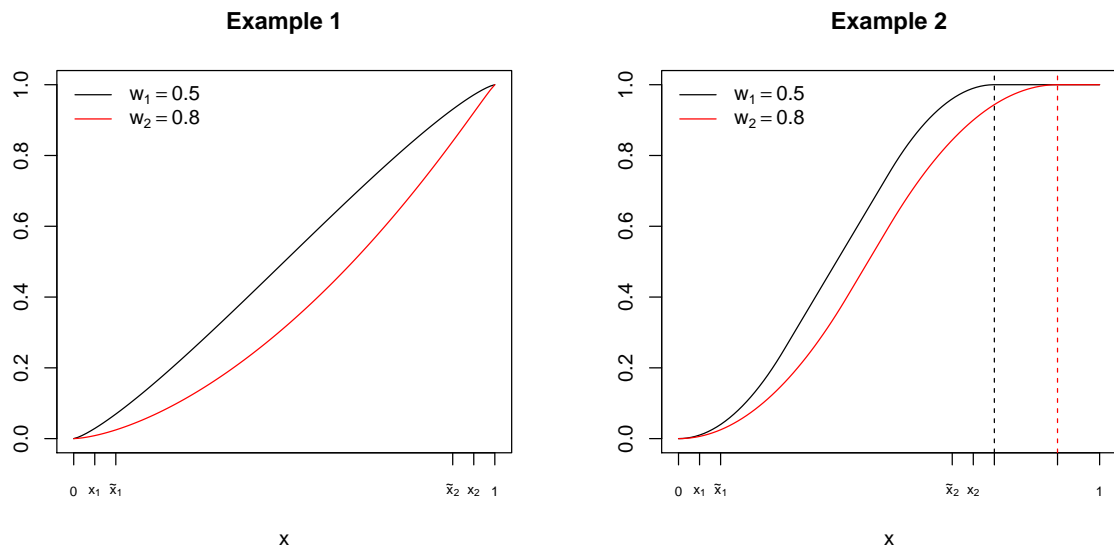 Example 1
w₁ = 0.5
w₂ = 0.8
1.0
0.8
0.6
0.4
0.2
0.0
0 x₁ x̃₁ x̃₂ x₂ 1
x
Example 2
w₁ = 0.5
w₂ = 0.8
1.0
0.8
0.6
0.4
0.2
0.0
0 x₁ x̃₁ x̃₂ x₂ 1
x